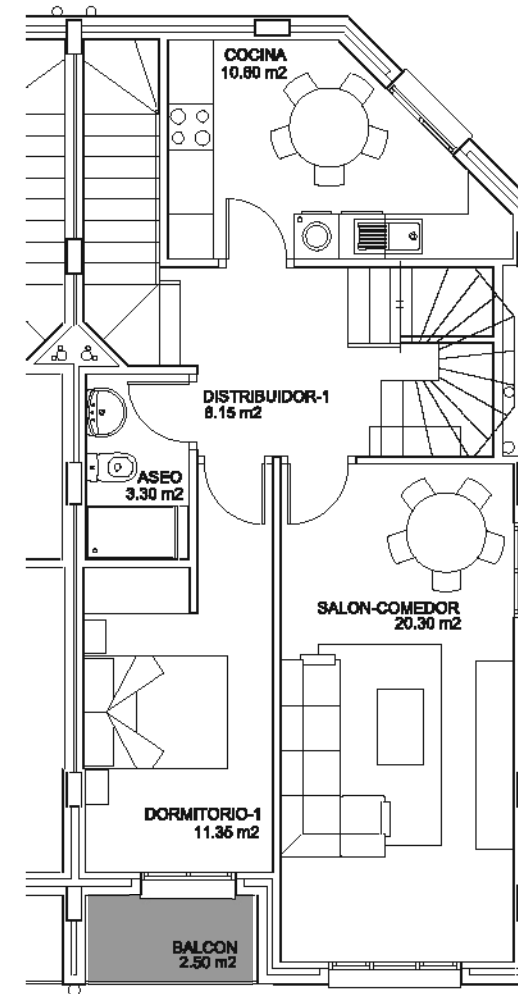 COCINA
10.60 m2
DISTRIBUIDOR-1
6.15 m2
ASEO
3.30 m2
SALON-COMEDOR
20.30 m2
DORMITORIO-1
11.35 m2
BALCON
2.50 m2